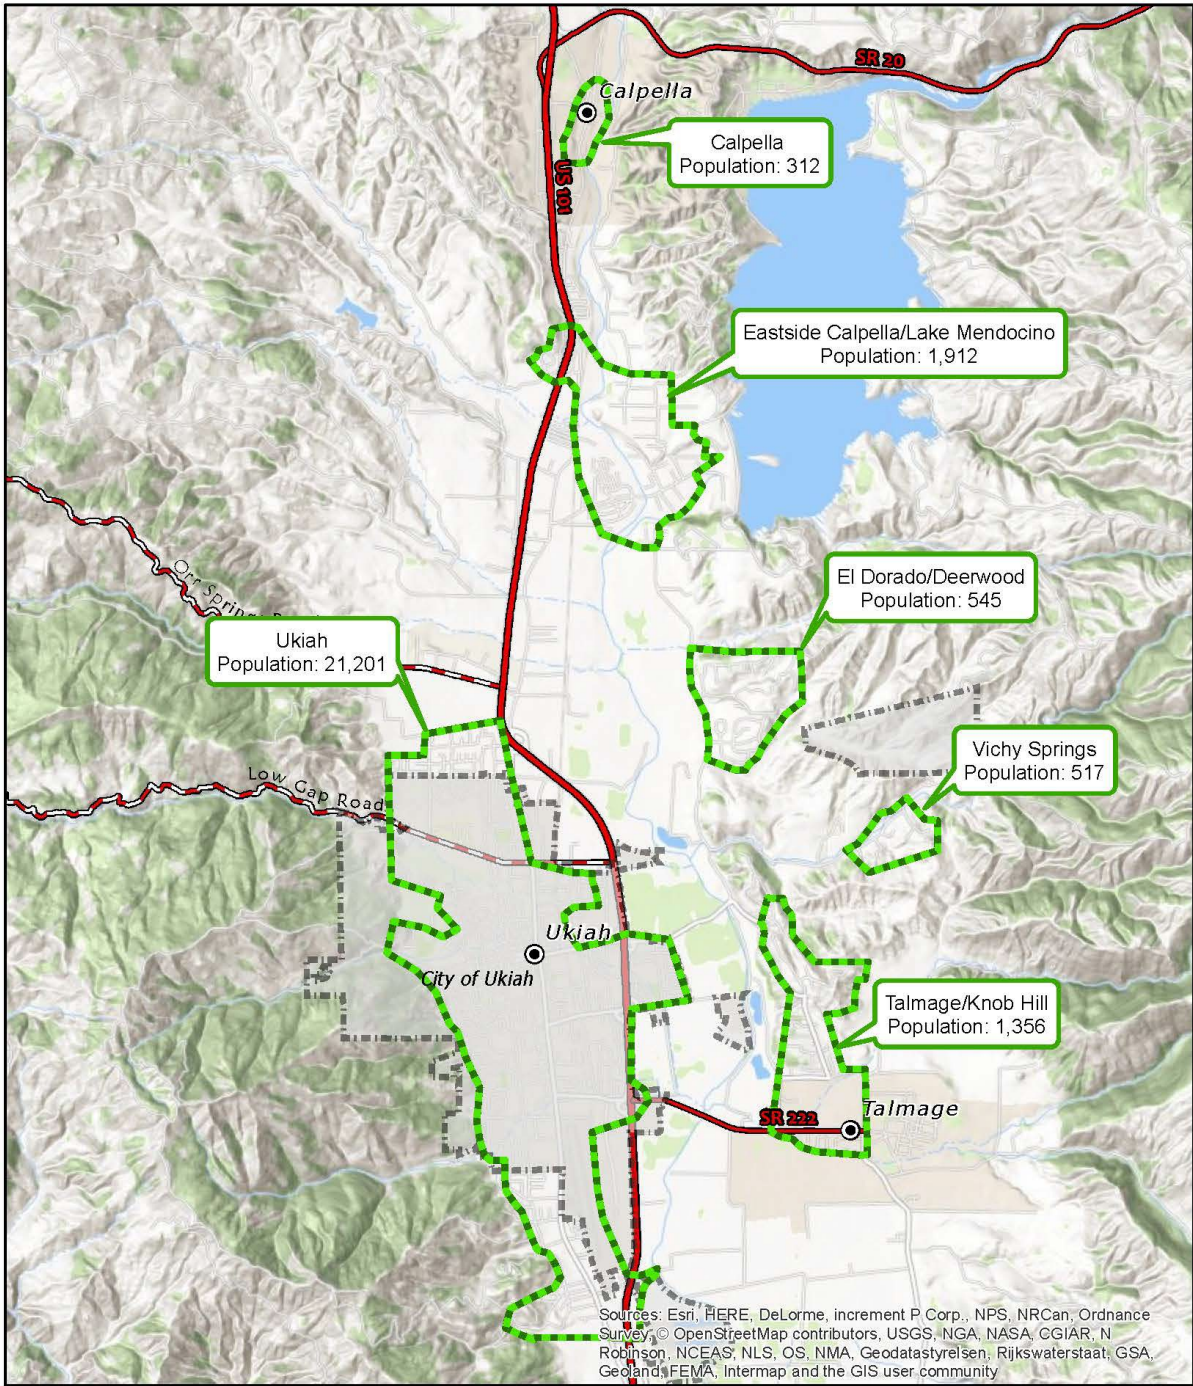 SR 20
Calpella
Calpella
Population: 312
US 101
Eastside Calpella/Lake Mendocino
Population: 1,912
El Dorado/Deerwood
Population: 545
Orr Springs
Ukiah
Population: 21,201
Vichy Springs
Population: 517
Low Gap Road
Ukiah
City of Ukiah
Talmage/Knob Hill
Population: 1,356
SR 222
Talmage
Sources: Esri, HERE, DeLorme, increment P Corp., NPS, NRCan, Ordnance
Survey, © OpenStreetMap contributors, USGS, NGA, NASA, CGIAR, N
Robinson, NCEAS, NLS, OS, NMA, Geodatastyrelsen, Rijkswaterstaat, GSA,
Geoland, FEMA, Intermap and the GIS user community